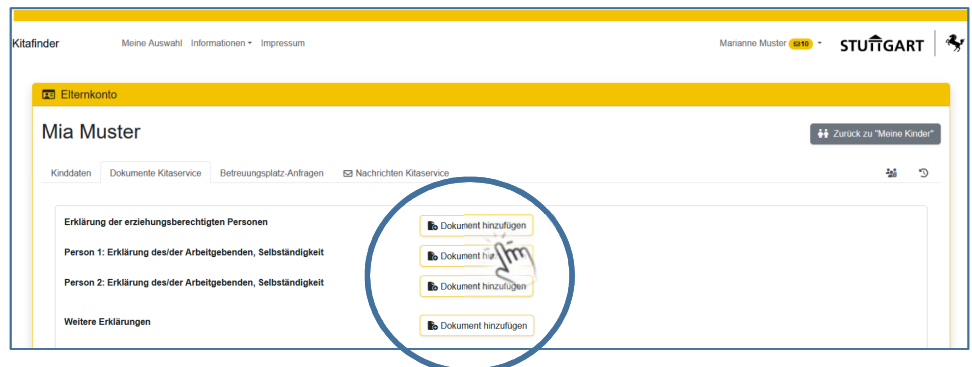 Kitafinder Meine Auswahl Informationen Impressum Marianne Muster 10 STUTTGART
Elternkonto
Mia Muster Zurück zu "Meine Kinder"
Kinddaten Dokumente Kitaservice Betreuungsplatz-Anfragen Nachrichten Kitaservice
Erklärung der erziehungsberechtigten Personen Dokument hinzufügen
Person 1: Erklärung des/der Arbeitgebenden, Selbständigkeit Dokument hinzufügen
Person 2: Erklärung des/der Arbeitgebenden, Selbständigkeit Dokument hinzufügen
Weitere Erklärungen Dokument hinzufügen